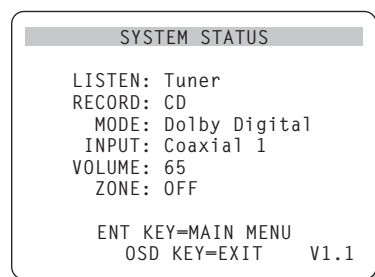 SYSTEM STATUS
LISTEN: Tuner
RECORD: CD
MODE: Dolby Digital
INPUT: Coaxial 1
VOLUME: 65
ZONE: OFF
ENT KEY=MAIN MENU
OSD KEY=EXIT V1.1